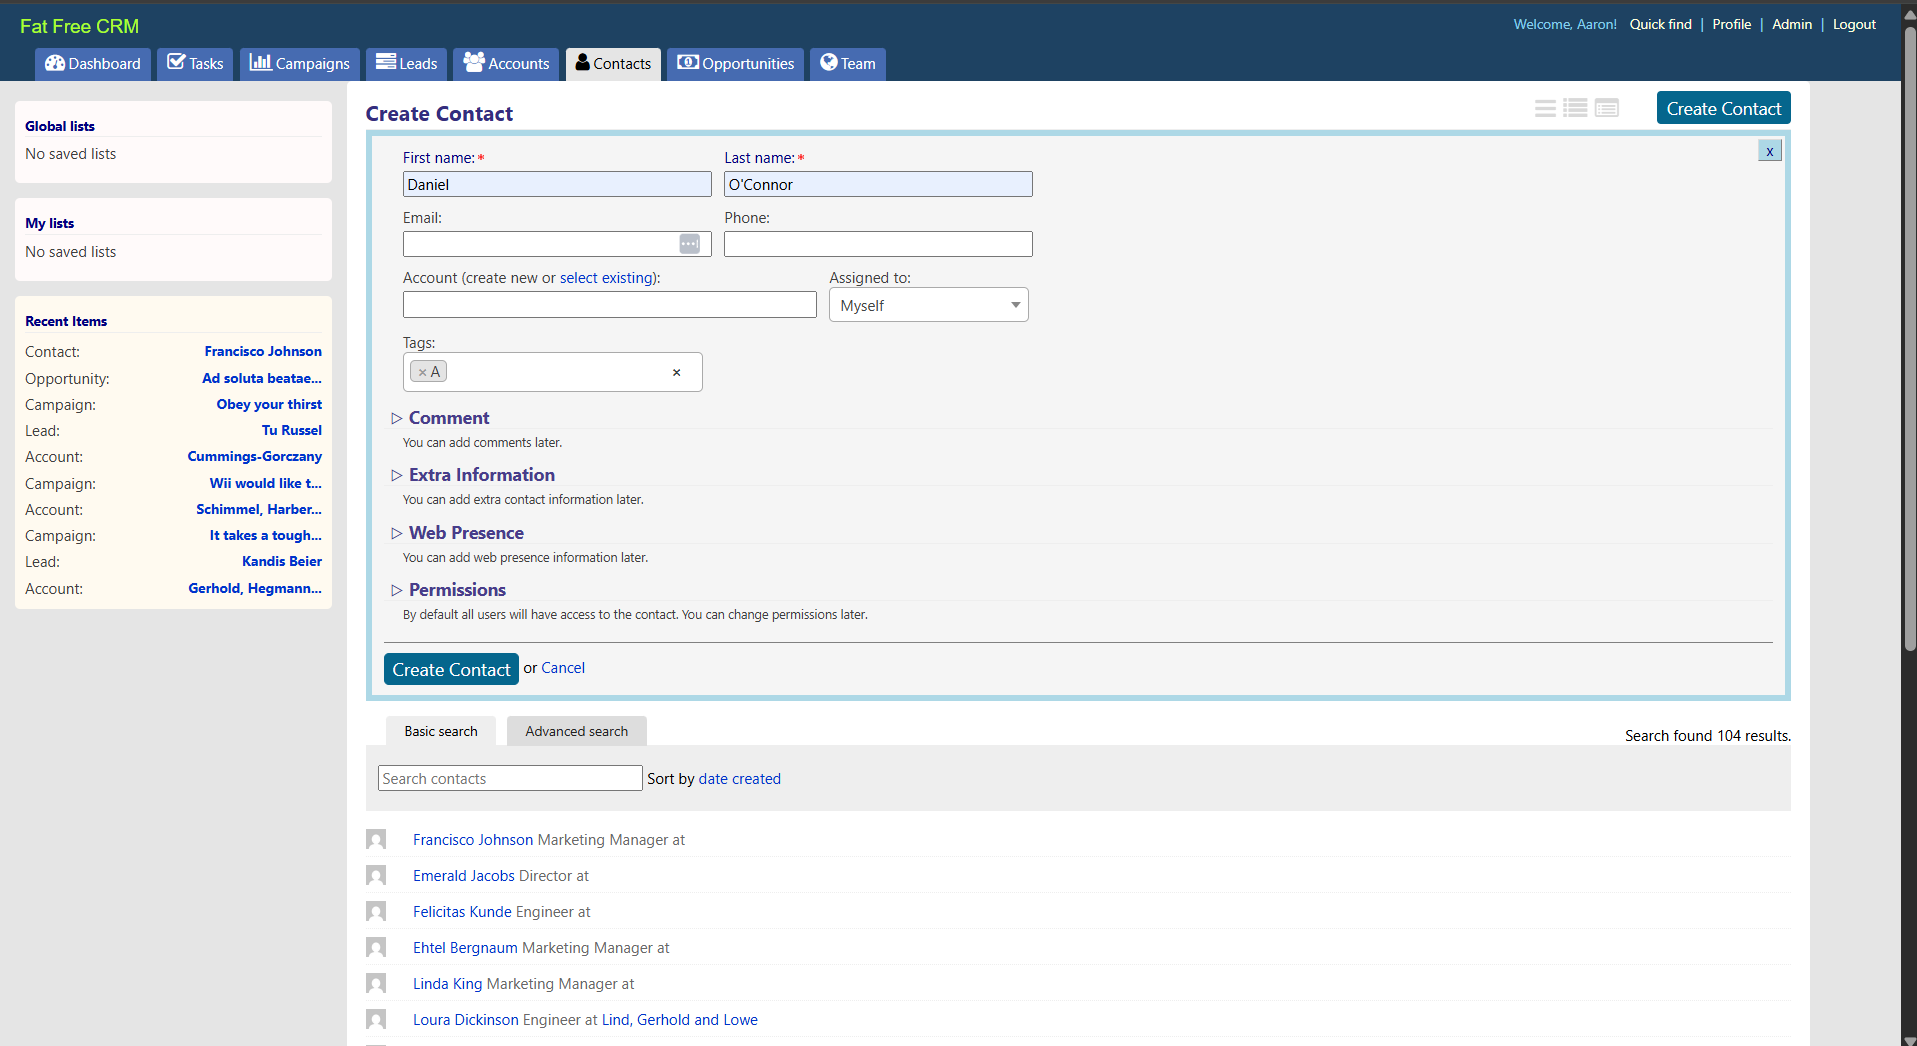 Fat Free CRM
Welcome, Aaron! Quick find | Profile | Admin | Logout
Dashboard Tasks Campaigns Leads Accounts Contacts Opportunities Team
Global lists
No saved lists
My lists
No saved lists
Recent Items
Contact: Francisco Johnson
Opportunity: Ad soluta beatae...
Campaign: Obey your thirst
Lead: Tu Russel
Account: Cummings-Gorczany
Campaign: Wii would like t...
Account: Schimmel, Harber...
Campaign: It takes a tough...
Lead: Kandis Beier
Account: Gerhold, Hegmann...
Create Contact
Create Contact
x
First name:* Last name:*
Daniel O'Connor
Email: Phone:
Account (create new or select existing): Assigned to:
Myself
Tags:
× A ×
Comment
You can add comments later.
Extra Information
You can add extra contact information later.
Web Presence
You can add web presence information later.
Permissions
By default all users will have access to the contact. You can change permissions later.
Create Contact or Cancel
Basic search Advanced search
Search found 104 results.
Search contacts Sort by date created
Francisco Johnson Marketing Manager at
Emerald Jacobs Director at
Felicitas Kunde Engineer at
Ehtel Bergnaum Marketing Manager at
Linda King Marketing Manager at
Loura Dickinson Engineer at Lind, Gerhold and Lowe